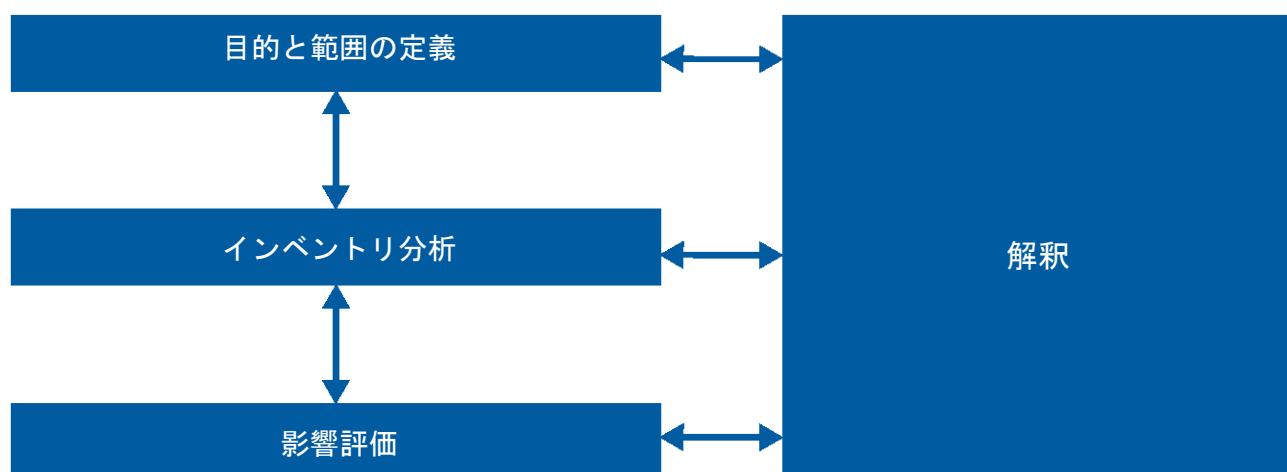 目的と範囲の定義
インベントリ分析
解釈
影響評価